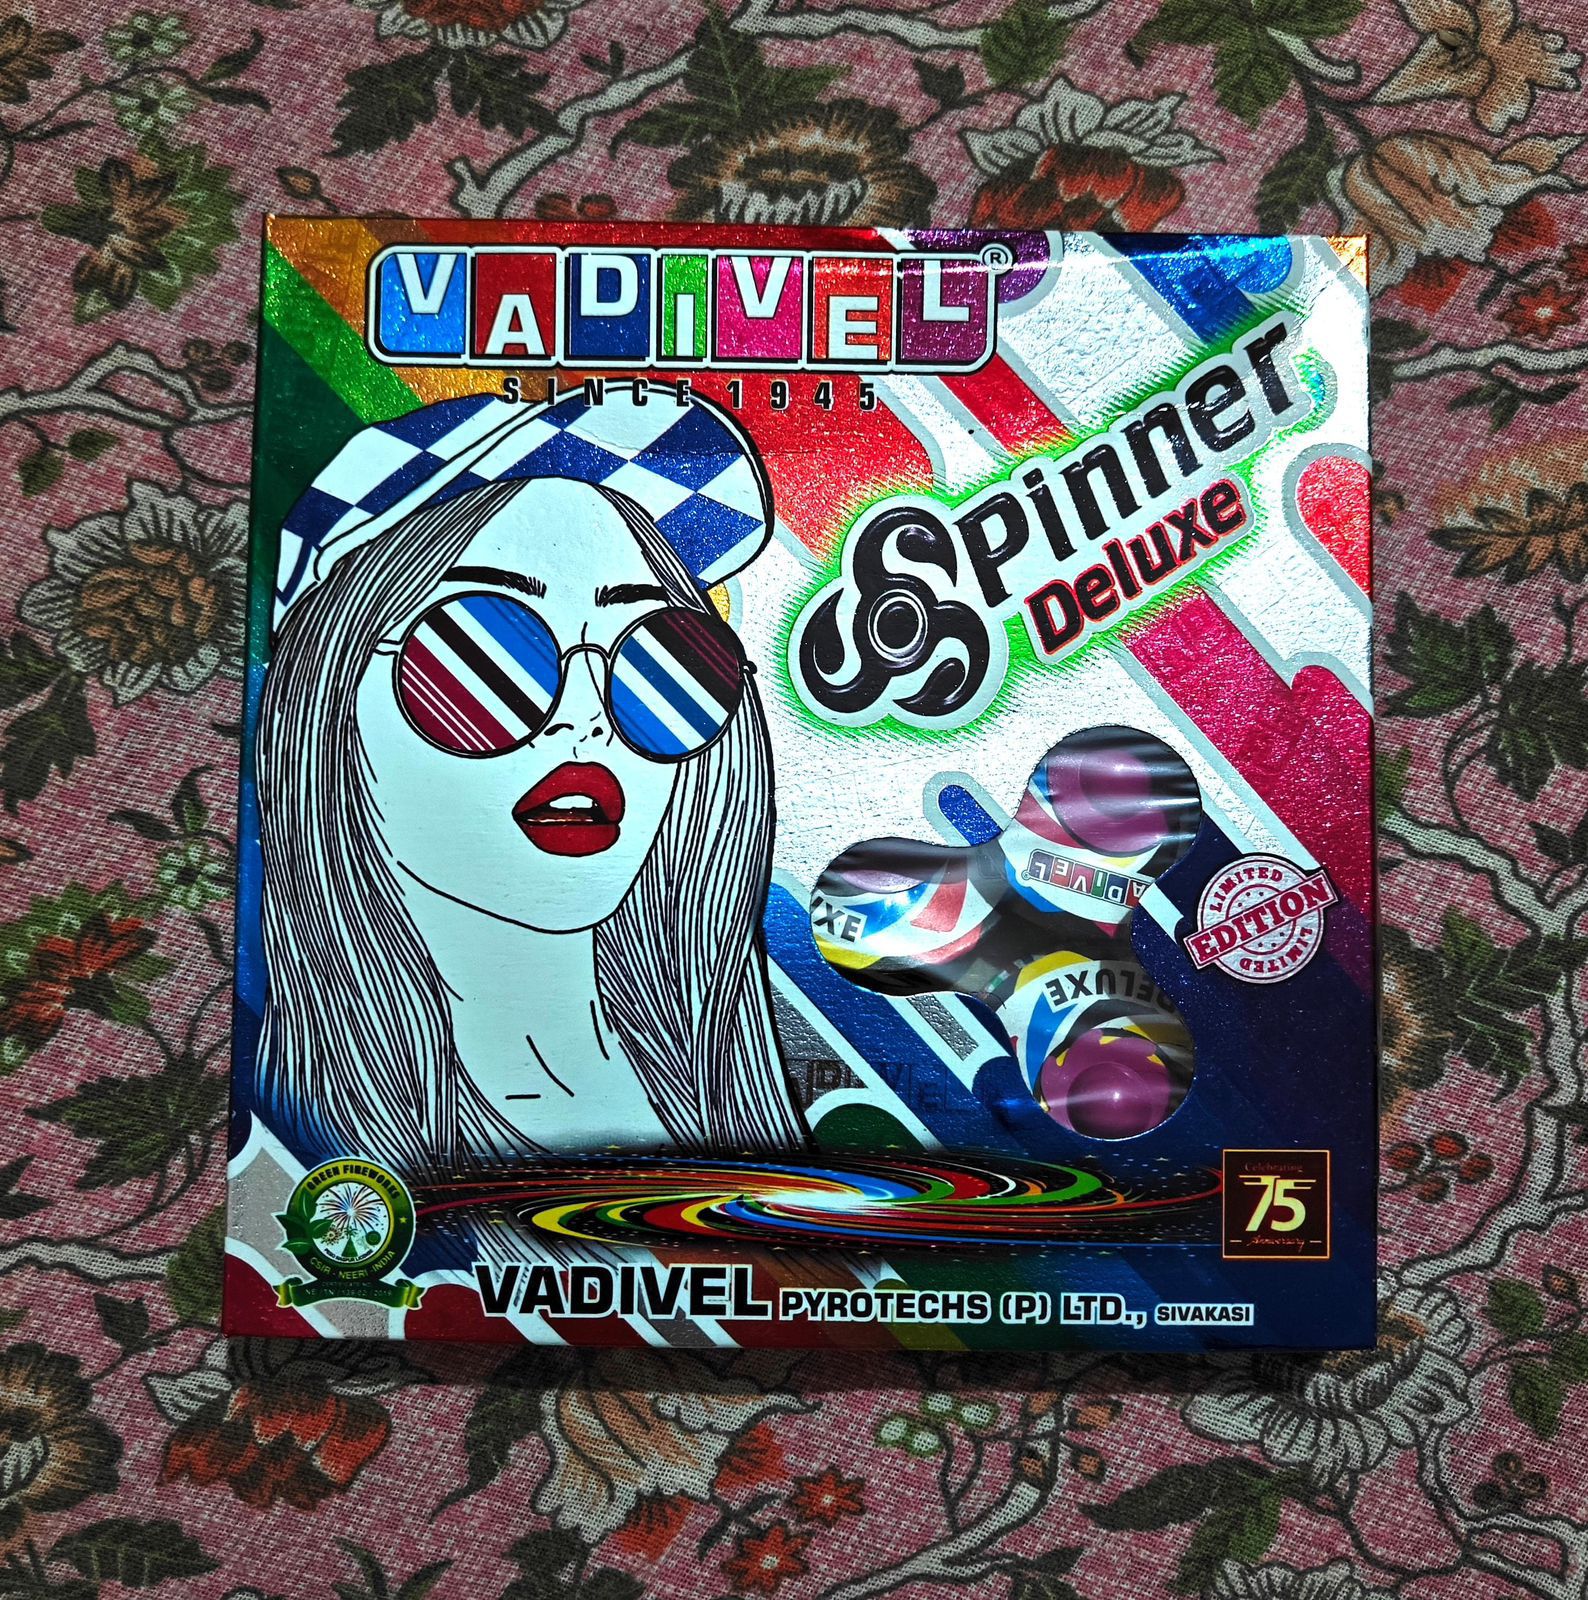 VADIVEL®
SINCE 1945
Spinner
Deluxe
VADIVEL®
UXE
DELUXE
LIMITED
EDITION
LIMITED
GREEN FIREWORKS
CSIR - NEERI - INDIA
Celebrating
75
Anniversary
VADIVEL PYROTECHS (P) LTD., SIVAKASI